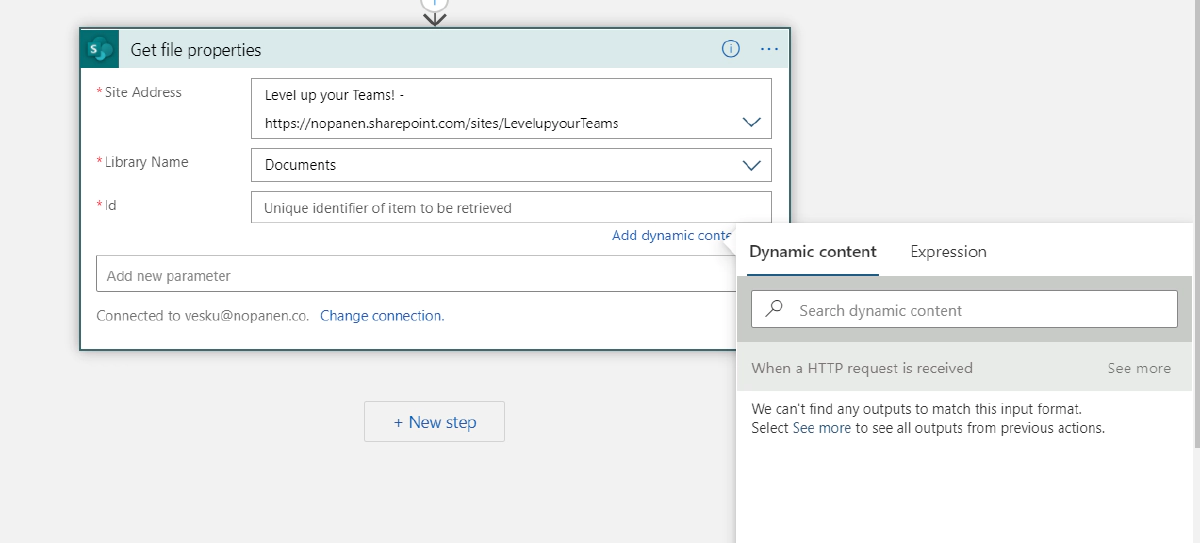 Get file properties
* Site Address
Level up your Teams! -
https://nopanen.sharepoint.com/sites/LevelupyourTeams
* Library Name
Documents
* Id
Unique identifier of item to be retrieved
Add dynamic conte
Add new parameter
Connected to vesku@nopanen.co. Change connection.
+ New step
Dynamic content Expression
Search dynamic content
When a HTTP request is received See more
We can't find any outputs to match this input format.
Select See more to see all outputs from previous actions.